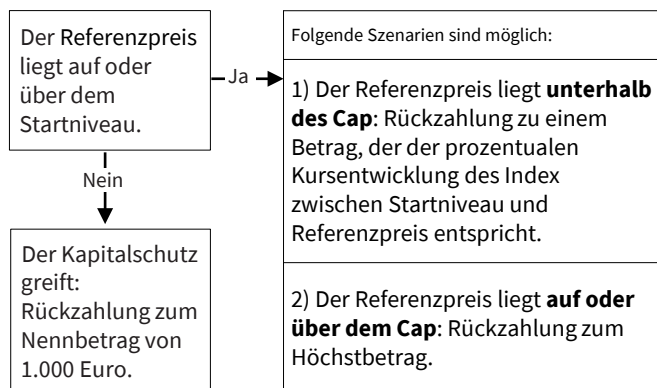 Der Referenzpreis
liegt auf oder
über dem
Startniveau.
Ja
Nein
Der Kapitalschutz
greift:
Rückzahlung zum
Nennbetrag von
1.000 Euro.
Folgende Szenarien sind möglich:
1) Der Referenzpreis liegt unterhalb
des Cap: Rückzahlung zu einem
Betrag, der der prozentualen
Kursentwicklung des Index
zwischen Startniveau und
Referenzpreis entspricht.
2) Der Referenzpreis liegt auf oder
über dem Cap: Rückzahlung zum
Höchstbetrag.